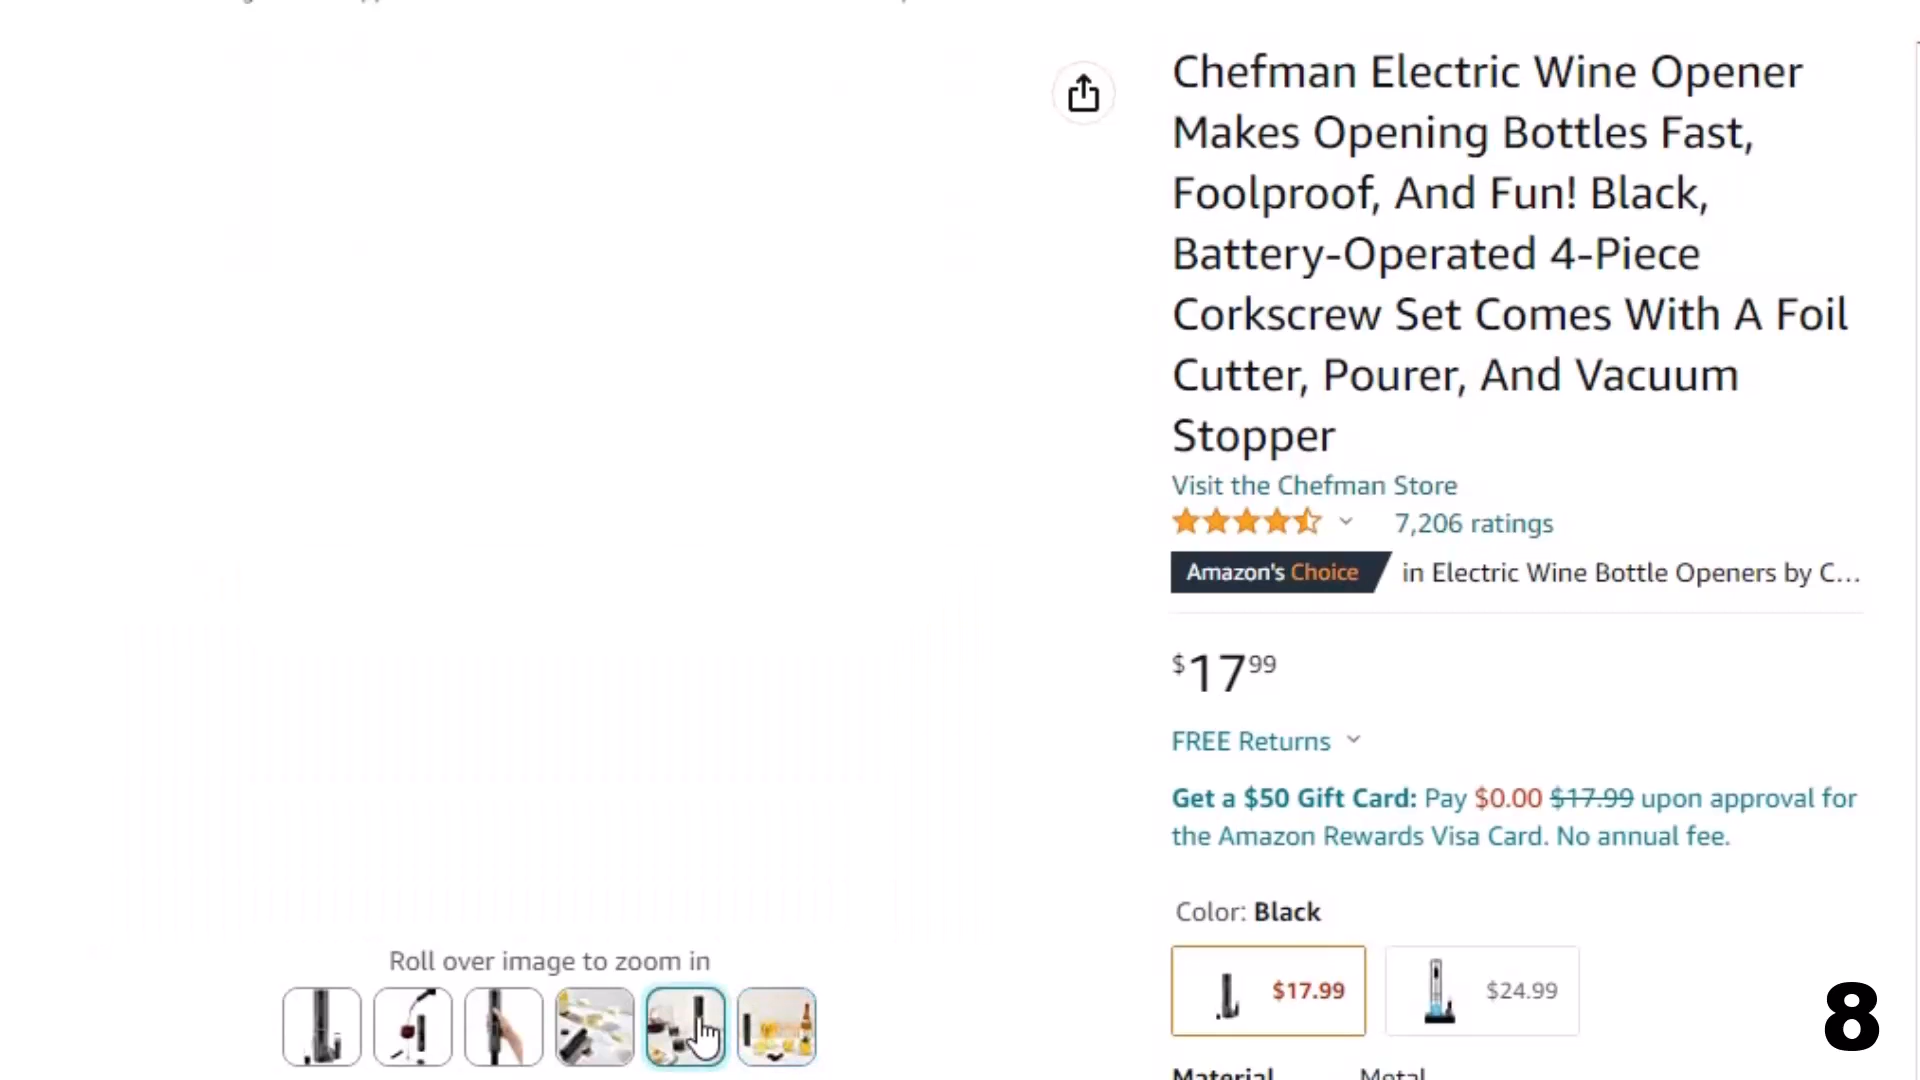 Chefman Electric Wine Opener
Makes Opening Bottles Fast,
Foolproof, And Fun! Black,
Battery-Operated 4-Piece
Corkscrew Set Comes With A Foil
Cutter, Pourer, And Vacuum
Stopper
Visit the Chefman Store
7,206 ratings
Amazon's Choice in Electric Wine Bottle Openers by C...
$17 99
FREE Returns
Get a $50 Gift Card: Pay $0.00 $17.99 upon approval for
the Amazon Rewards Visa Card. No annual fee.
Color: Black
$17.99 $24.99
Material Metal
Roll over image to zoom in
8